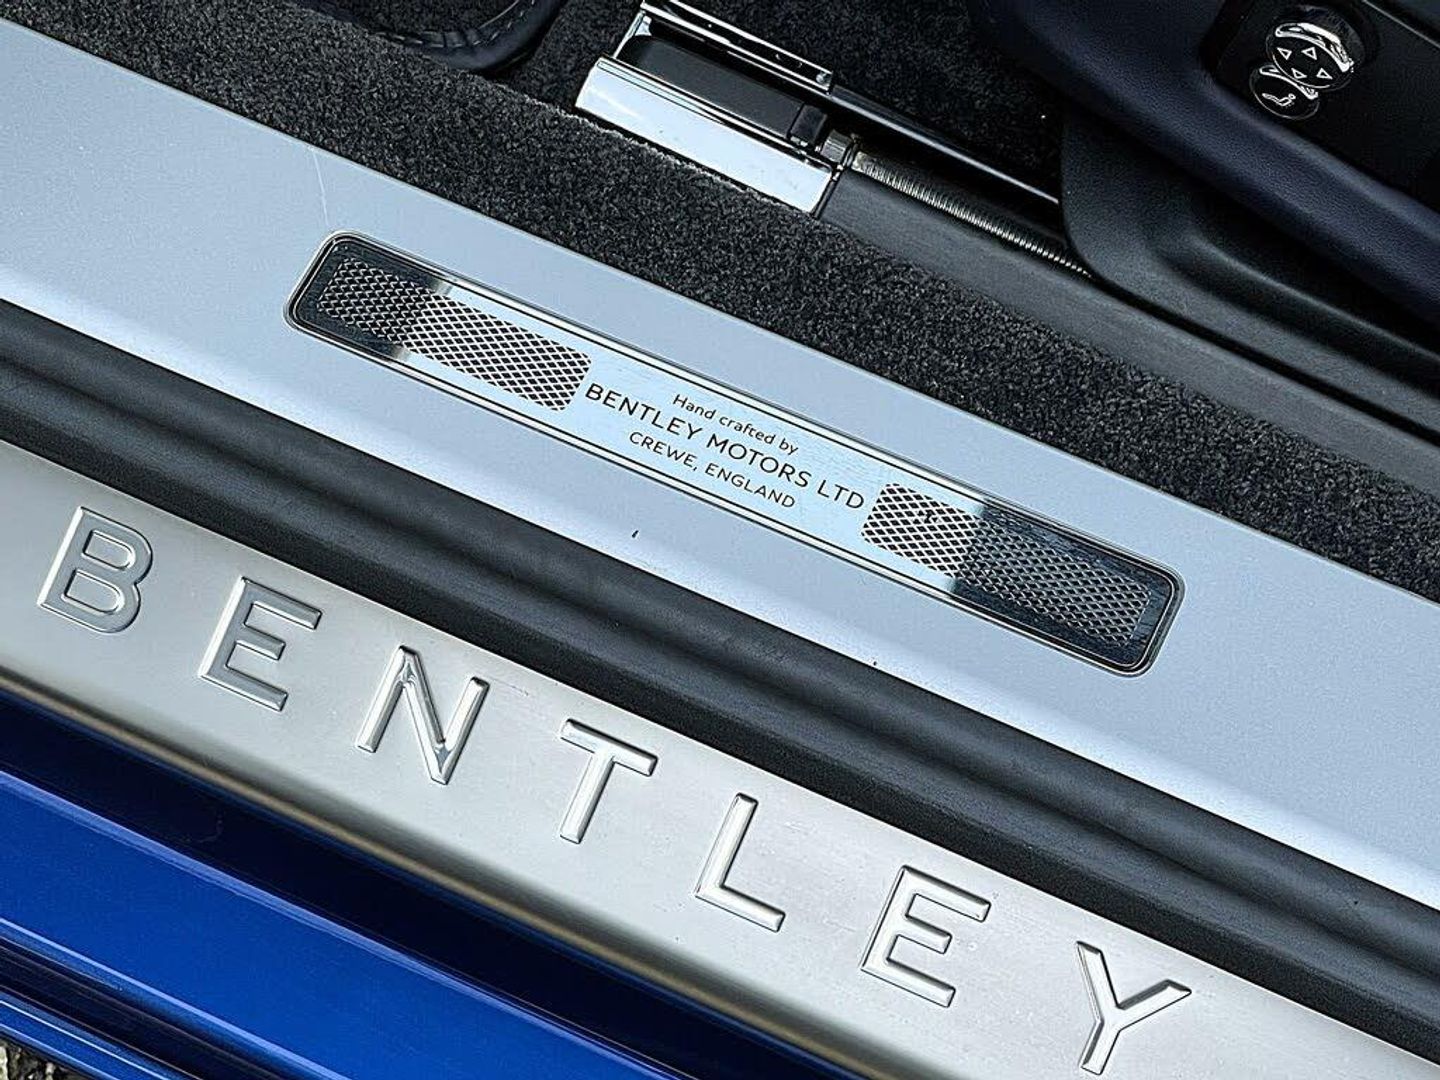 Hand crafted by
BENTLEY MOTORS LTD
CREWE, ENGLAND
BENTLEY